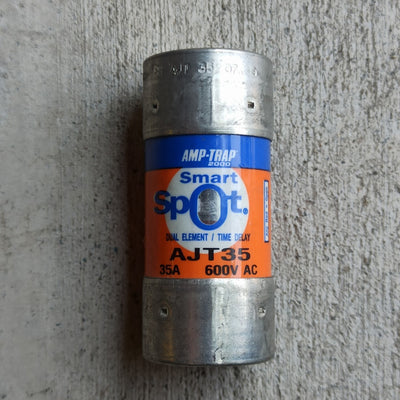 AMP-TRAP®
2000
Smart
Spot®
DUAL ELEMENT / TIME DELAY
AJT35
35A 600V AC